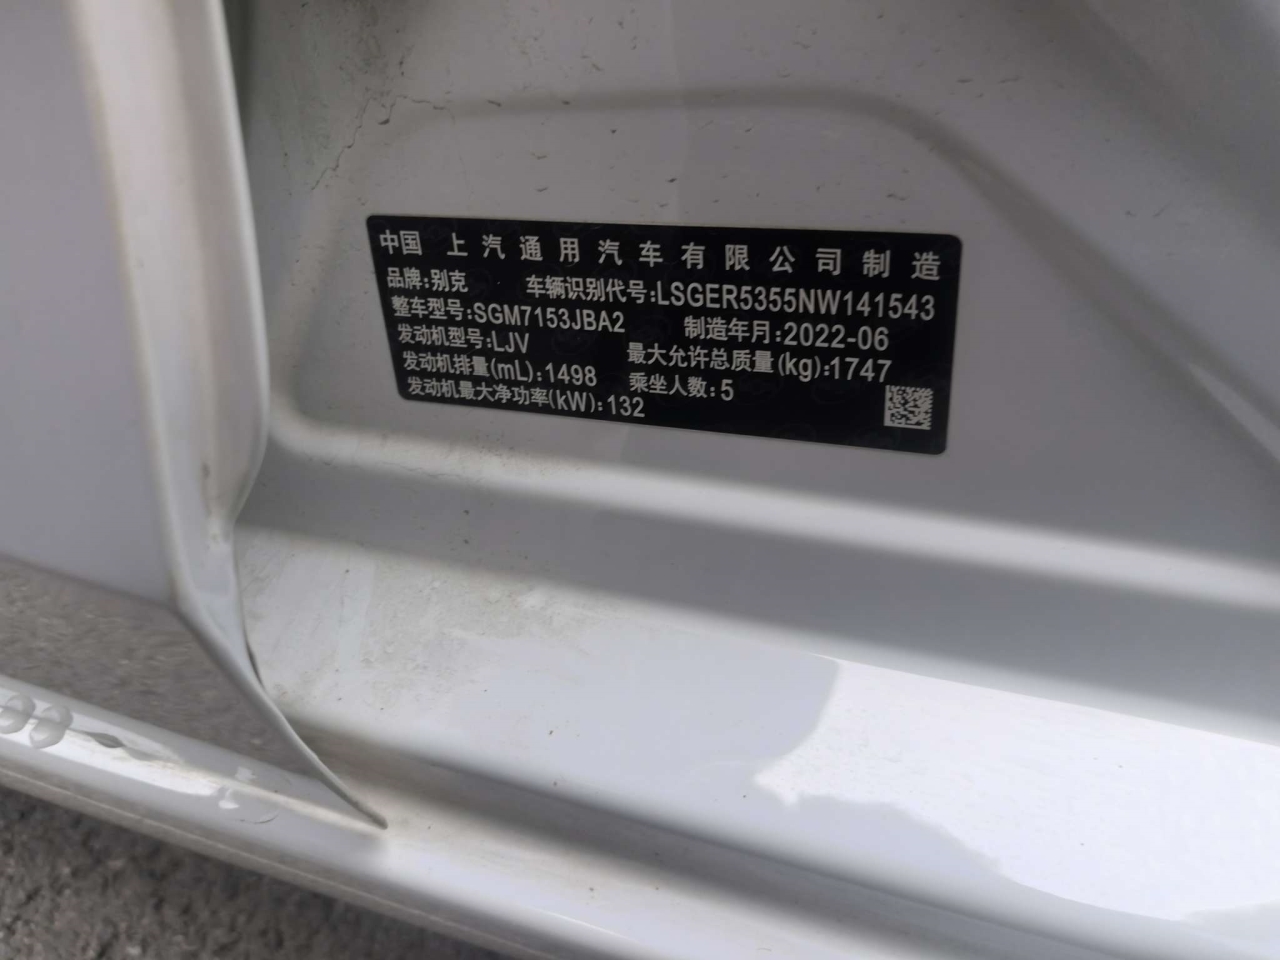 中国 上汽通用汽车有限公司制造
品牌:别克 车辆识别代号:LSGER5355NW141543
整车型号:SGM7153JBA2 制造年月:2022-06
发动机型号:LJV 最大允许总质量(kg):1747
发动机排量(mL):1498 乘坐人数:5
发动机最大净功率(kW):132